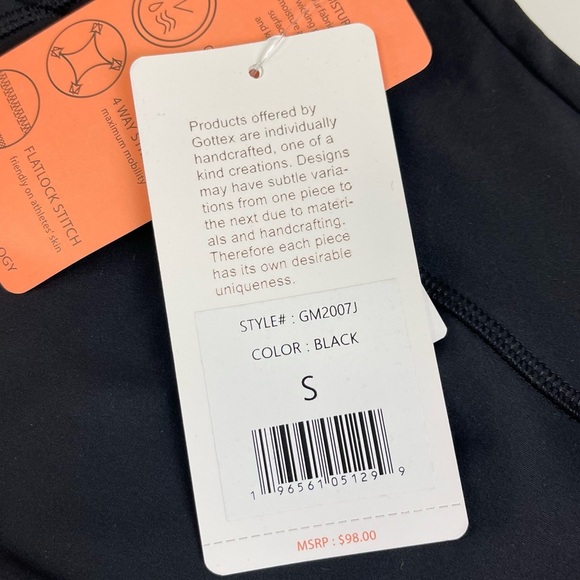 Products offered by
Gottex are individually
handcrafted, one of a
kind creations. Designs
may have subtle varia-
tions from one piece to
the next due to materi-
als and handcrafting.
Therefore each piece
has its own desirable
uniqueness.
STYLE# : GM2007J
COLOR : BLACK
S
1 96561 05129 9
MSRP : $98.00
4 WAY
maximum mobility
FLATLOCK STITCH
friendly on athletes' skin